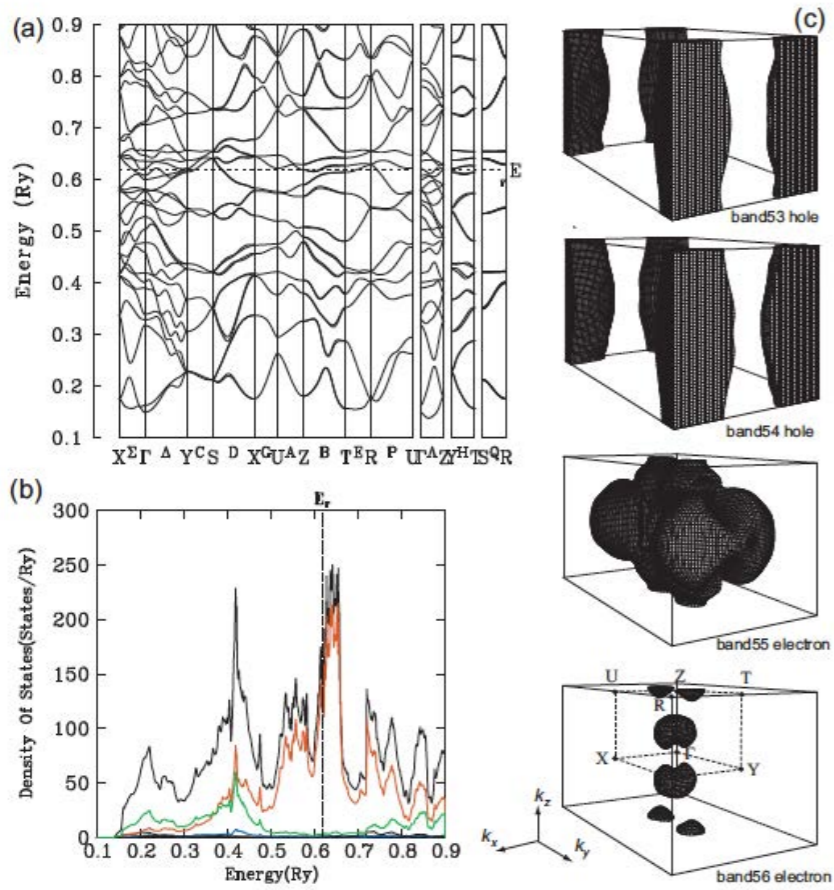 (a)
0.9
0.8
0.7
0.6
0.5
0.4
0.3
0.2
0.1
Energy (Ry)
E
F
X Σ Γ Δ Y C S D X G U A Z B T E R P U Γ Λ Z Y H T S Q R
(b)
E F
300
250
200
150
100
50
0
Density Of States(States/Ry)
0.1 0.2 0.3 0.4 0.5 0.6 0.7 0.8 0.9
Energy(Ry)
(c)
band53 hole
band54 hole
band55 electron
U Z T
R
X Γ Y
kz
kx
ky
band56 electron